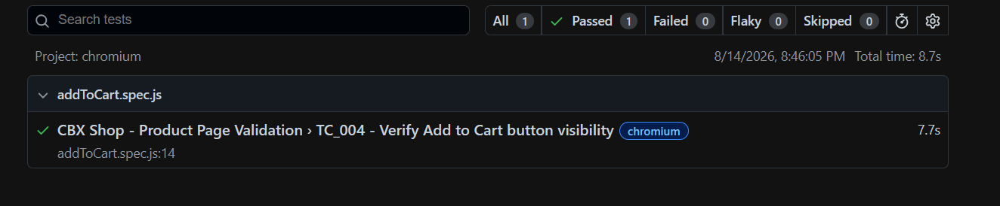 Search tests
All 1 Passed 1 Failed 0 Flaky 0 Skipped 0
Project: chromium 8/14/2026, 8:46:05 PM Total time: 8.7s
addToCart.spec.js
CBX Shop - Product Page Validation › TC_004 - Verify Add to Cart button visibility chromium 7.7s
addToCart.spec.js:14